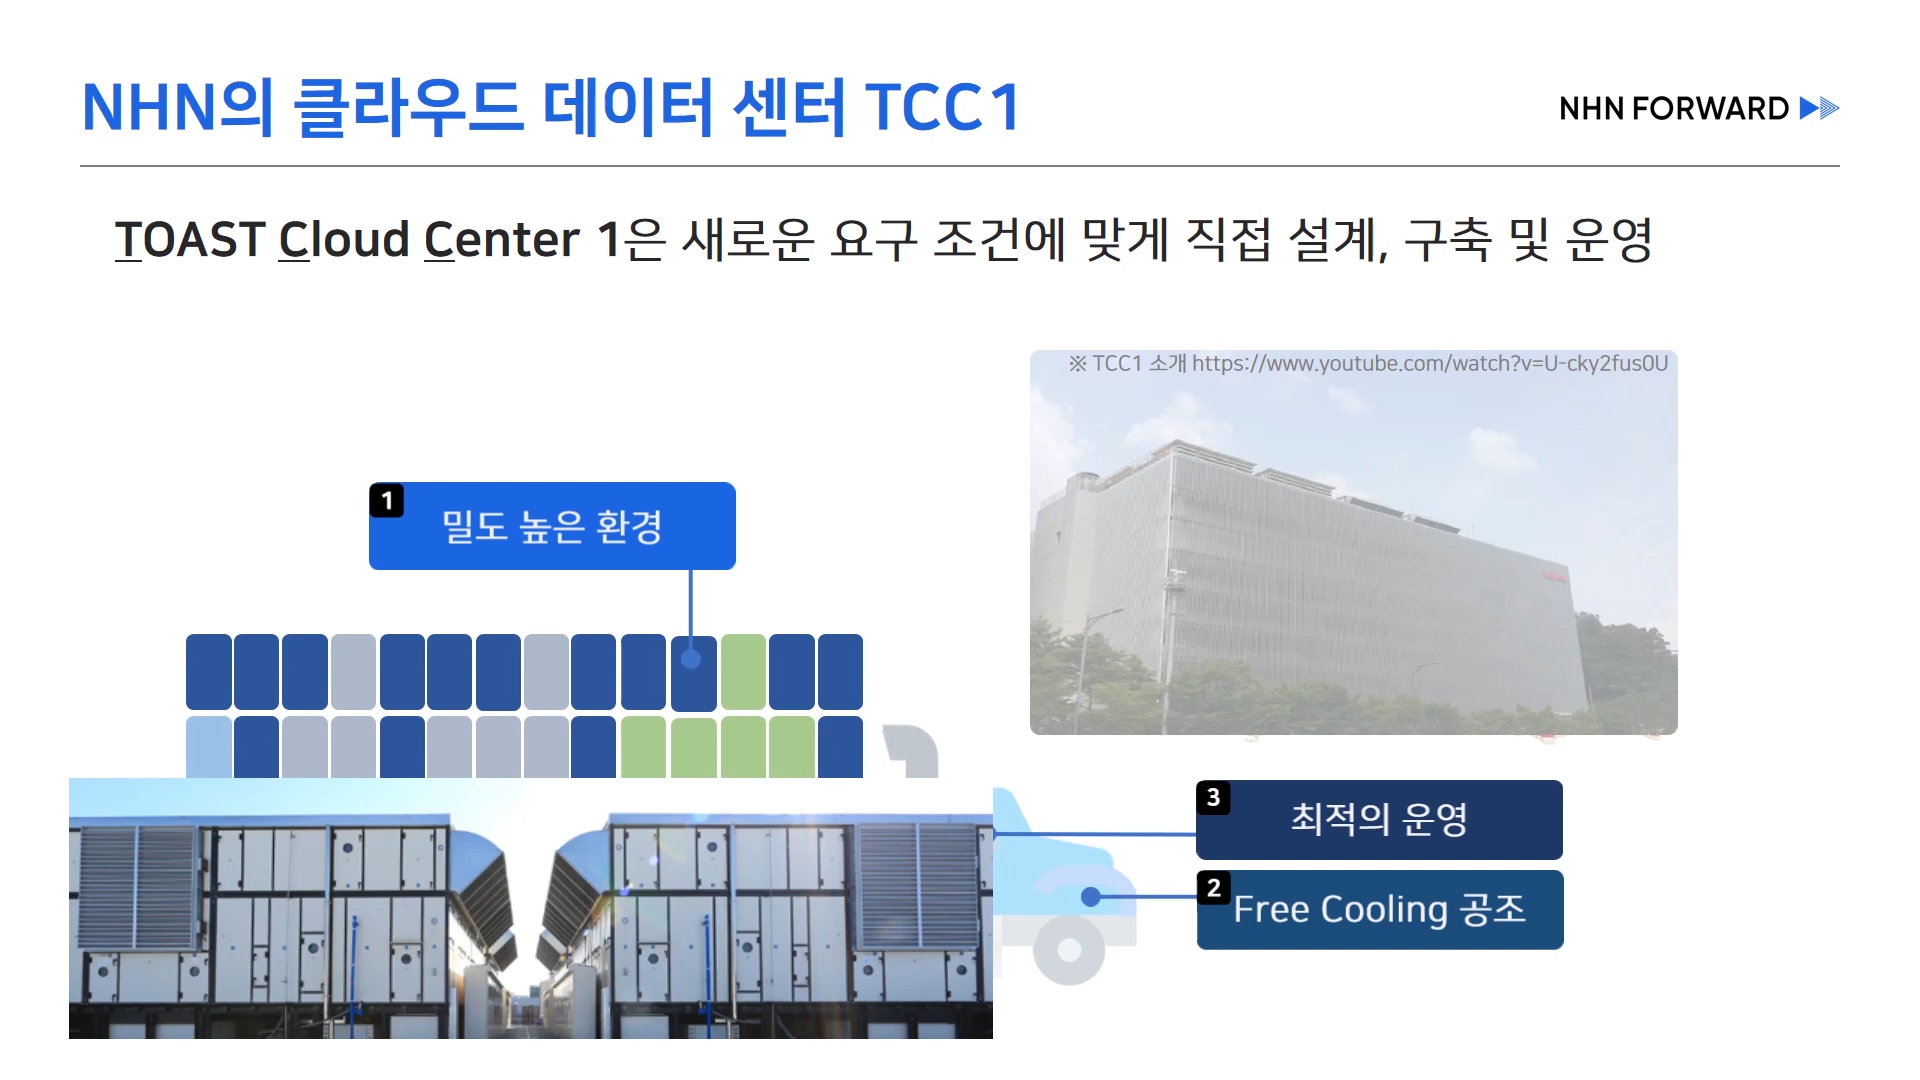 NHN의 클라우드 데이터 센터 TCC1
NHN FORWARD
TOAST Cloud Center 1은 새로운 요구 조건에 맞게 직접 설계, 구축 및 운영
※ TCC1 소개 https://www.youtube.com/watch?v=U-cky2fus0U
1
밀도 높은 환경
3
최적의 운영
2
Free Cooling 공조